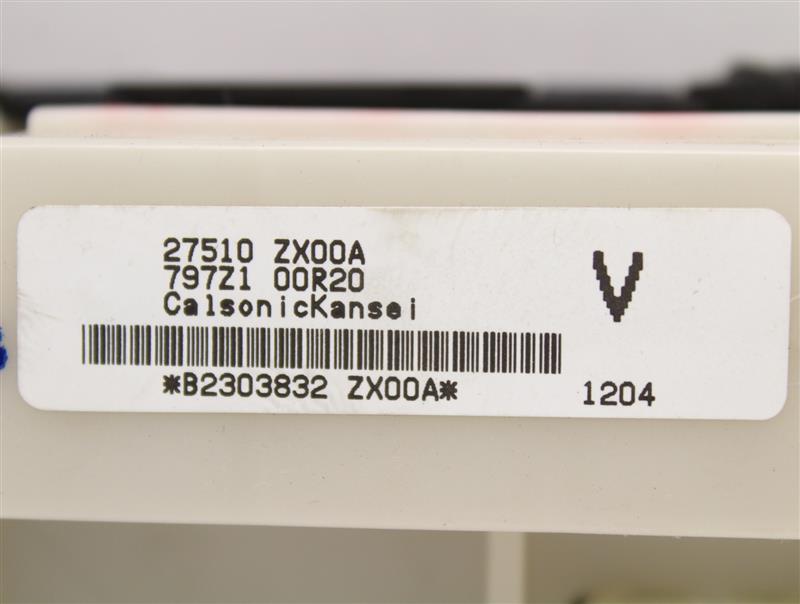 27510 ZX00A
797Z1 00R20
CalsonicKansei
V
*B2303832 ZX00A*
1204